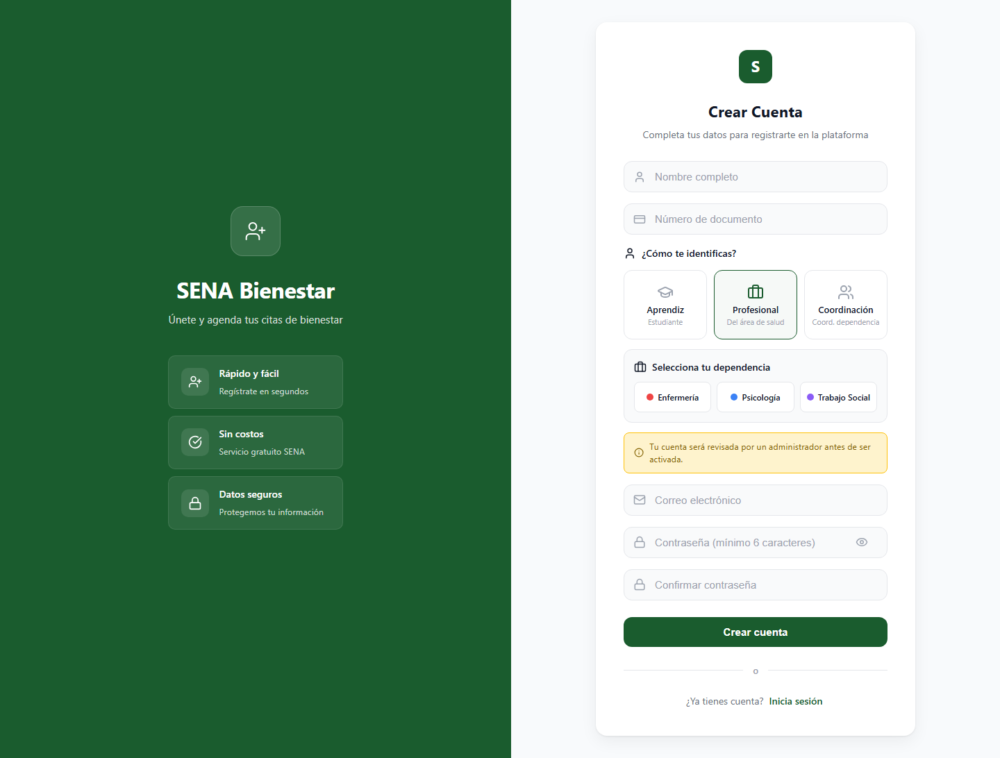 SENA Bienestar
Únete y agenda tus citas de bienestar
Rápido y fácil
Regístrate en segundos
Sin costos
Servicio gratuito SENA
Datos seguros
Protegemos tu información
S
Crear Cuenta
Completa tus datos para registrarte en la plataforma
Nombre completo
Número de documento
¿Cómo te identificas?
Aprendiz
Estudiante
Profesional
Del área de salud
Coordinación
Coord. dependencia
Selecciona tu dependencia
Enfermería
Psicología
Trabajo Social
Tu cuenta será revisada por un administrador antes de ser
activada.
Correo electrónico
Contraseña (mínimo 6 caracteres)
Confirmar contraseña
Crear cuenta
o
¿Ya tienes cuenta? Inicia sesión